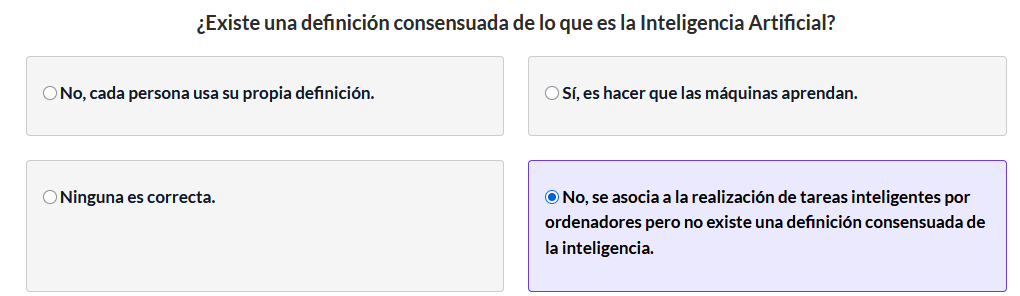 ¿Existe una definición consensuada de lo que es la Inteligencia Artificial?
No, cada persona usa su propia definición.
Sí, es hacer que las máquinas aprendan.
Ninguna es correcta.
No, se asocia a la realización de tareas inteligentes por
ordenadores pero no existe una definición consensuada de
la inteligencia.